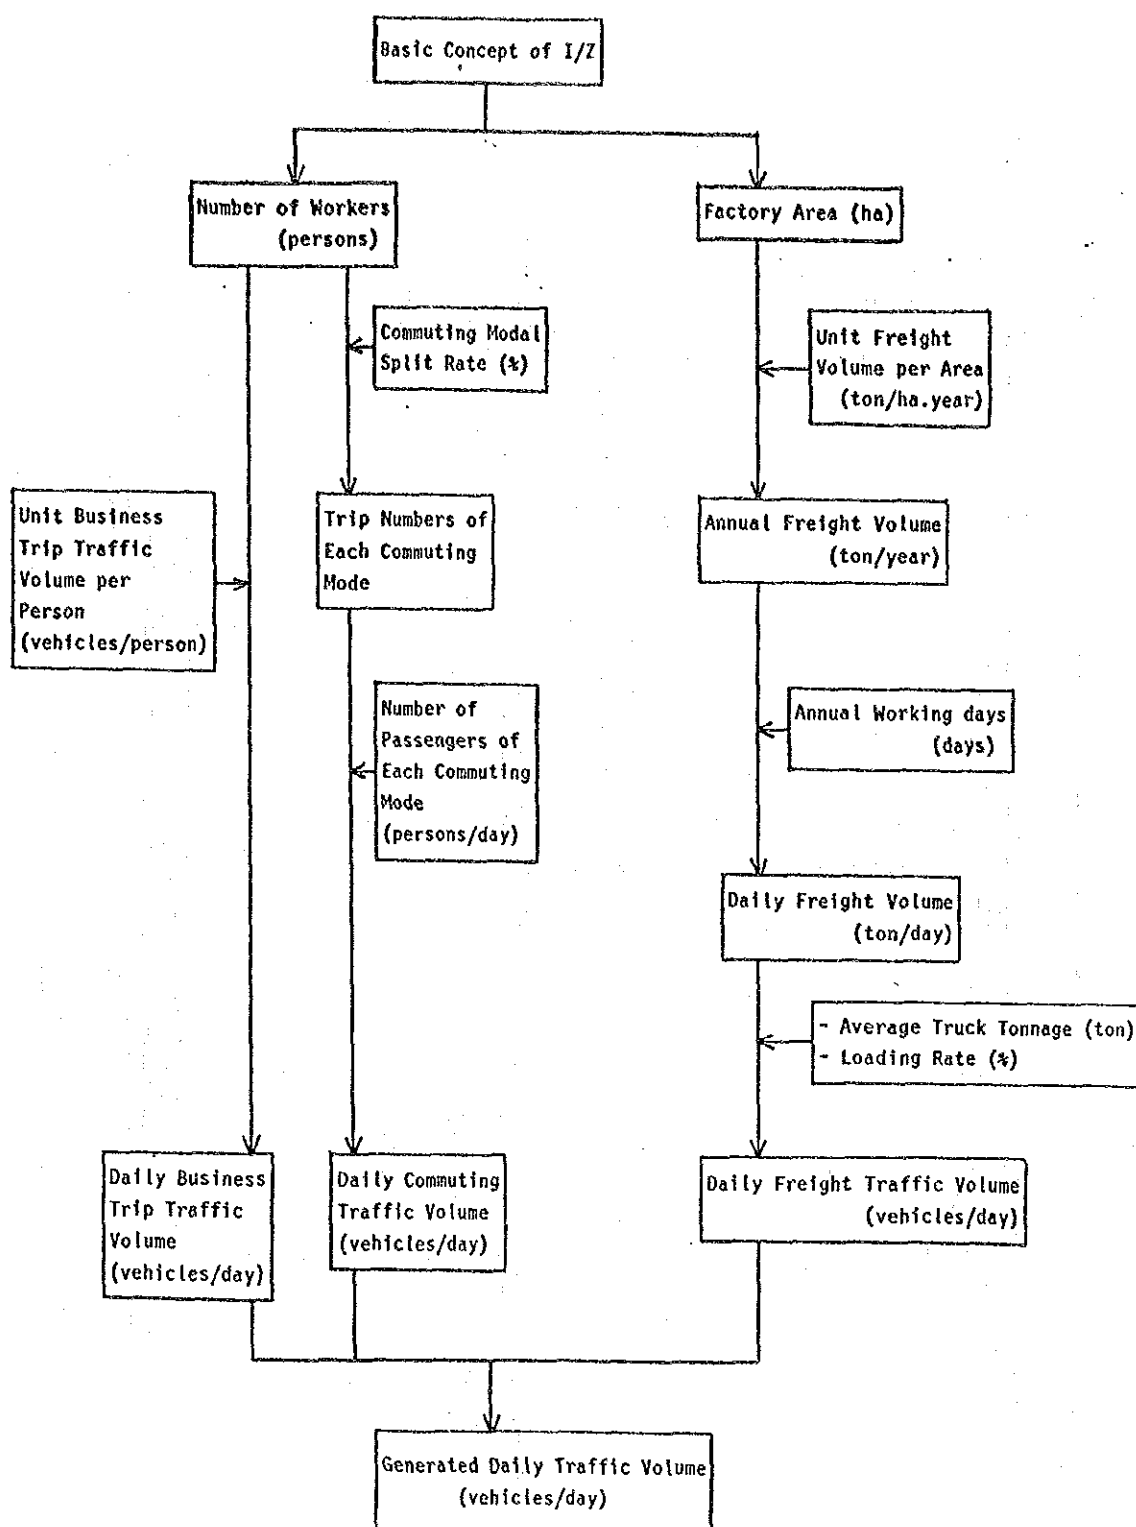 Basic Concept of I/Z
Number of Workers
(persons)
Factory Area (ha)
Commuting Modal
Split Rate (%)
Unit Freight
Volume per Area
(ton/ha.year)
Unit Business
Trip Traffic
Volume per
Person
(vehicles/person)
Trip Numbers of
Each Commuting
Mode
Annual Freight Volume
(ton/year)
Number of
Passengers of
Each Commuting
Mode
(persons/day)
Annual Working days
(days)
Daily Freight Volume
(ton/day)
- Average Truck Tonnage (ton)
- Loading Rate (%)
Daily Business
Trip Traffic
Volume
(vehicles/day)
Daily Commuting
Traffic Volume
(vehicles/day)
Daily Freight Traffic Volume
(vehicles/day)
Generated Daily Traffic Volume
(vehicles/day)